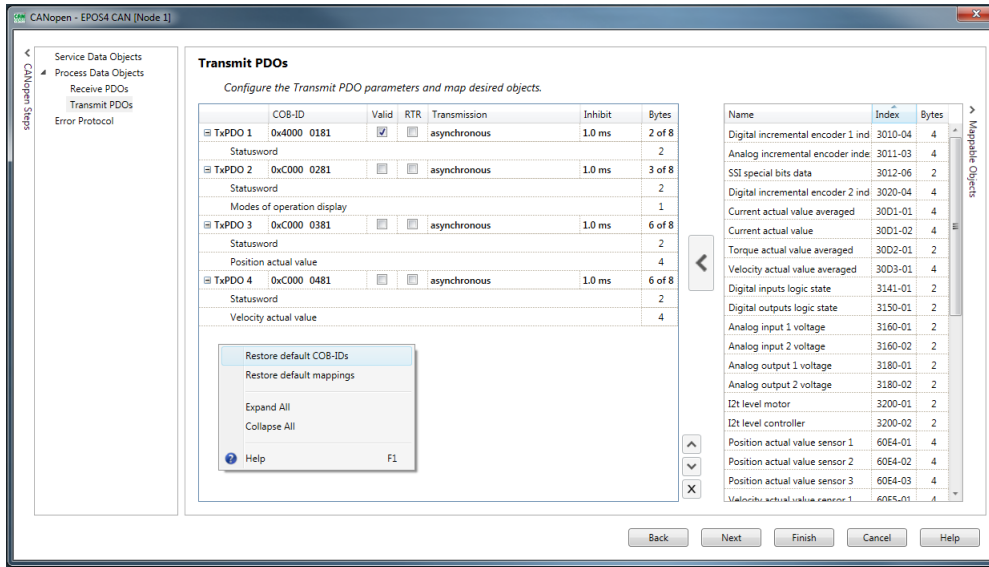 CANopen - EPOS4 CAN [Node 1]
CANopen Steps
Service Data Objects
Process Data Objects
Receive PDOs
Transmit PDOs
Error Protocol
Transmit PDOs
Configure the Transmit PDO parameters and map desired objects.
COB-ID Valid RTR Transmission Inhibit Bytes
TxPDO 1 0x4000 0181 asynchronous 1.0 ms 2 of 8
Statusword 2
TxPDO 2 0xC000 0281 asynchronous 1.0 ms 3 of 8
Statusword 2
Modes of operation display 1
TxPDO 3 0xC000 0381 asynchronous 1.0 ms 6 of 8
Statusword 2
Position actual value 4
TxPDO 4 0xC000 0481 asynchronous 1.0 ms 6 of 8
Statusword 2
Velocity actual value 4
Restore default COB-IDs
Restore default mappings
Expand All
Collapse All
Help F1
Name Index Bytes
Digital incremental encoder 1 ind 3010-04 4
Analog incremental encoder inde 3011-03 4
SSI special bits data 3012-06 2
Digital incremental encoder 2 ind 3020-04 4
Current actual value averaged 30D1-01 4
Current actual value 30D1-02 4
Torque actual value averaged 30D2-01 2
Velocity actual value averaged 30D3-01 4
Digital inputs logic state 3141-01 2
Digital outputs logic state 3150-01 2
Analog input 1 voltage 3160-01 2
Analog input 2 voltage 3160-02 2
Analog output 1 voltage 3180-01 2
Analog output 2 voltage 3180-02 2
I2t level motor 3200-01 2
I2t level controller 3200-02 2
Position actual value sensor 1 60E4-01 4
Position actual value sensor 2 60E4-02 4
Position actual value sensor 3 60E4-03 4
Velocity actual value sensor 1 60E5-01 4
Mappable Objects
Back Next Finish Cancel Help